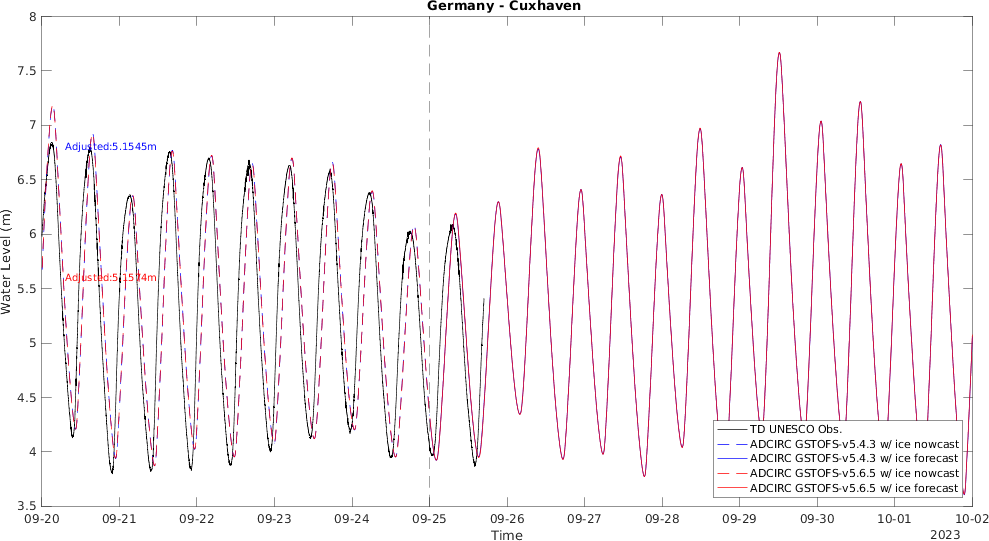 Germany - Cuxhaven
8
7.5
7
6.5
6
5.5
5
4.5
4
3.5
Water Level (m)
Adjusted:5.1545m
Adjusted:5.1574m
TD UNESCO Obs.
ADCIRC GSTOFS-v5.4.3 w/ ice nowcast
ADCIRC GSTOFS-v5.4.3 w/ ice forecast
ADCIRC GSTOFS-v5.6.5 w/ ice nowcast
ADCIRC GSTOFS-v5.6.5 w/ ice forecast
09-20 09-21 09-22 09-23 09-24 09-25 09-26 09-27 09-28 09-29 09-30 10-01 10-02
Time
2023